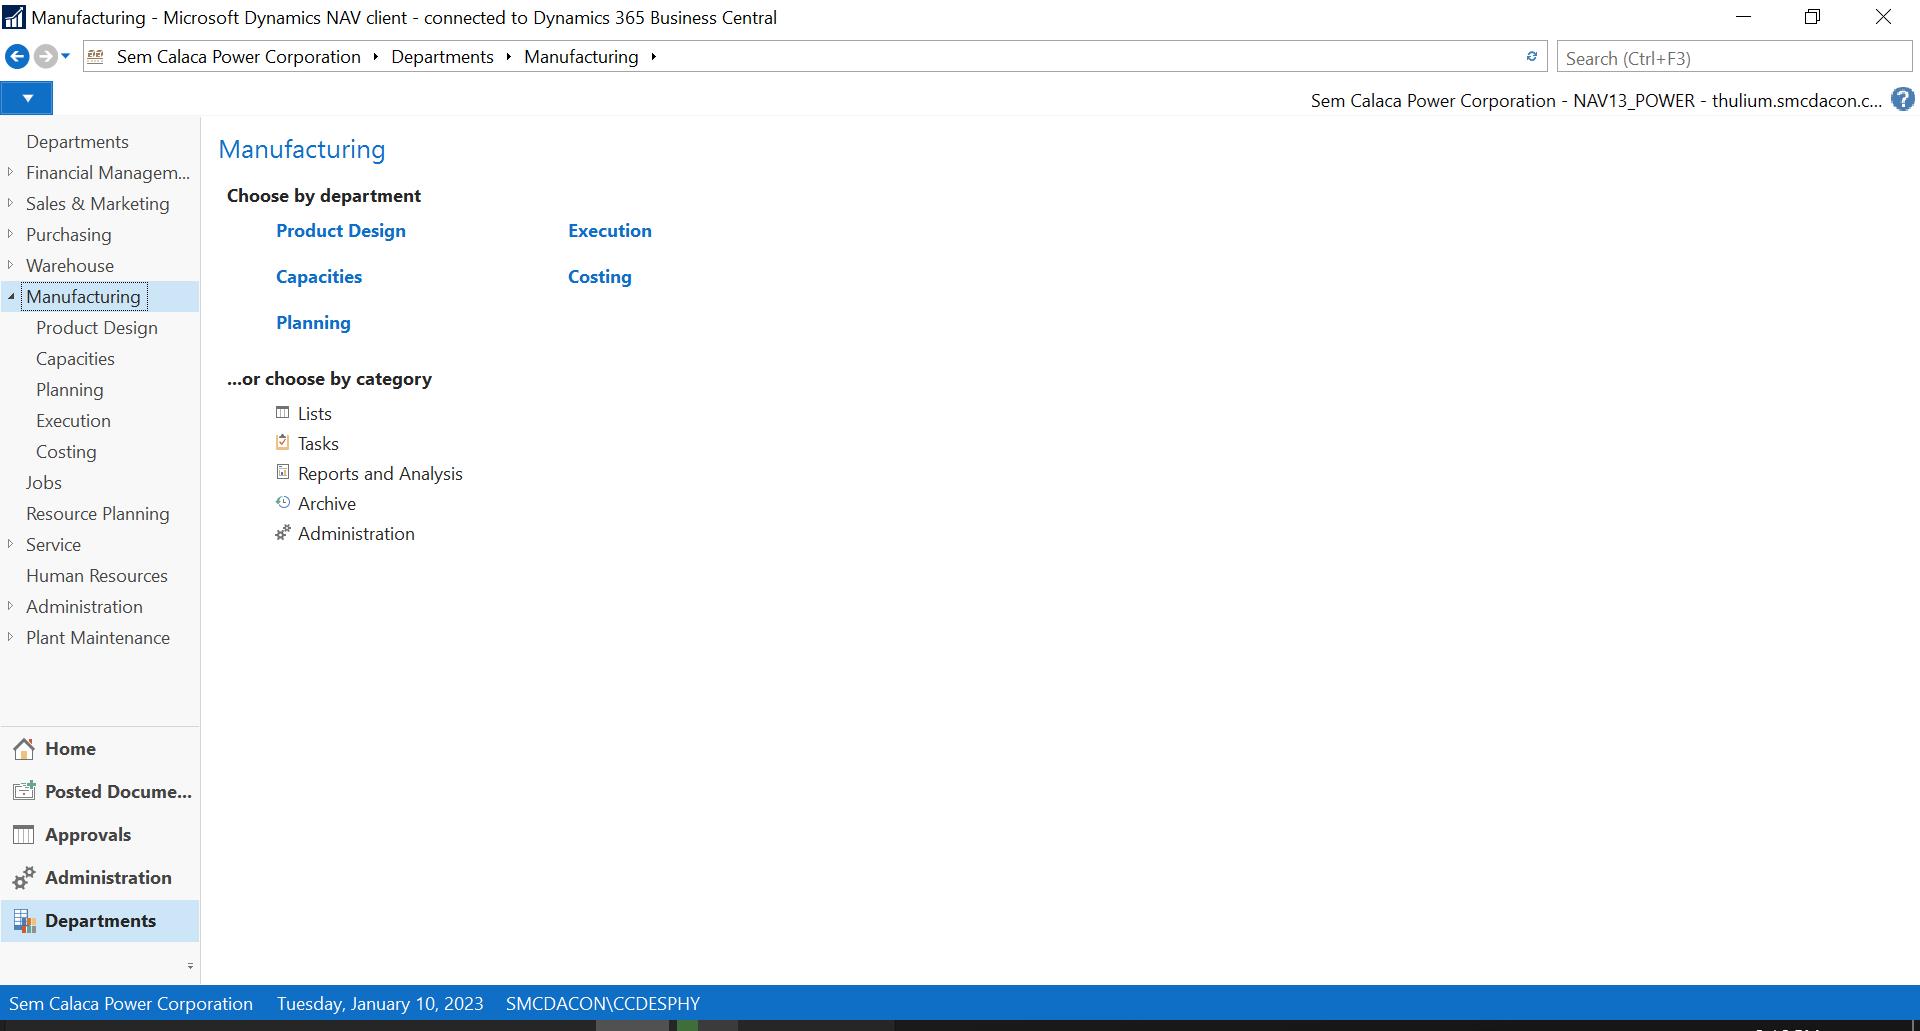 Manufacturing - Microsoft Dynamics NAV client - connected to Dynamics 365 Business Central
Sem Calaca Power Corporation
Departments
Manufacturing
Search (Ctrl+F3)
Sem Calaca Power Corporation - NAV13_POWER - thulium.smcdacon.c...
Departments
Financial Managem...
Sales & Marketing
Purchasing
Warehouse
Manufacturing
Product Design
Capacities
Planning
Execution
Costing
Jobs
Resource Planning
Service
Human Resources
Administration
Plant Maintenance
Home
Posted Docume...
Approvals
Administration
Departments
Manufacturing
Choose by department
Product Design
Execution
Capacities
Costing
Planning
...or choose by category
Lists
Tasks
Reports and Analysis
Archive
Administration
Sem Calaca Power Corporation
Tuesday, January 10, 2023
SMCDACON\CCDESPHY